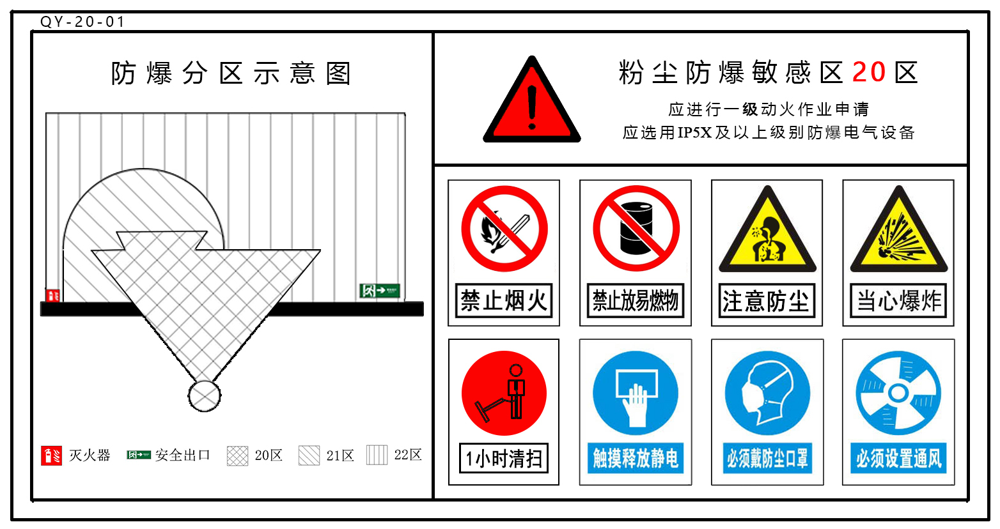 QY-20-01
防爆分区示意图
灭火器
安全出口
20区
21区
22区
粉尘防爆敏感区20区
应进行一级动火作业申请
应选用IP5X及以上级别防爆电气设备
禁止烟火
禁止放易燃物
注意防尘
当心爆炸
1小时清扫
触摸释放静电
必须戴防尘口罩
必须设置通风